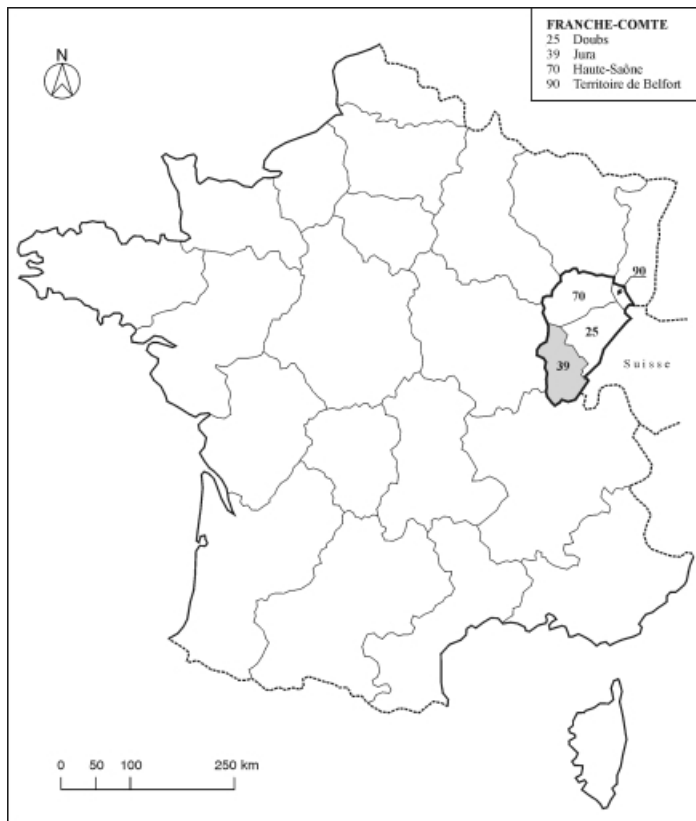 N
FRANCHE-COMTE
25 Doubs
39 Jura
70 Haute-Saône
90 Territoire de Belfort
90
70
25
39
Suisse
0 50 100 250 km